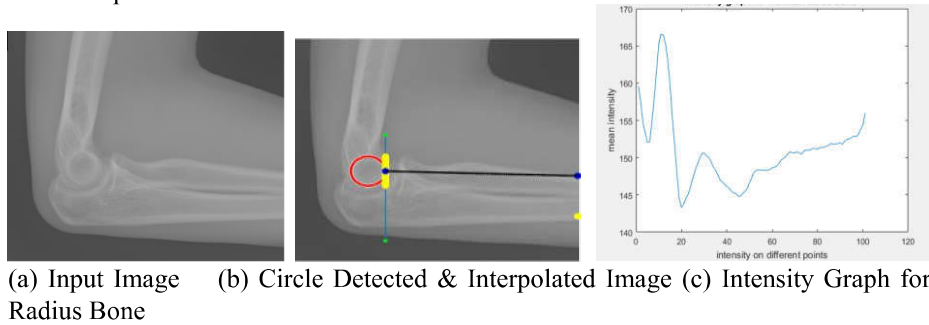 170
165
160
155
150
145
140
mean intensity
0 20 40 60 80 100 120
intensity on different points
(a) Input Image (b) Circle Detected & Interpolated Image (c) Intensity Graph for
Radius Bone